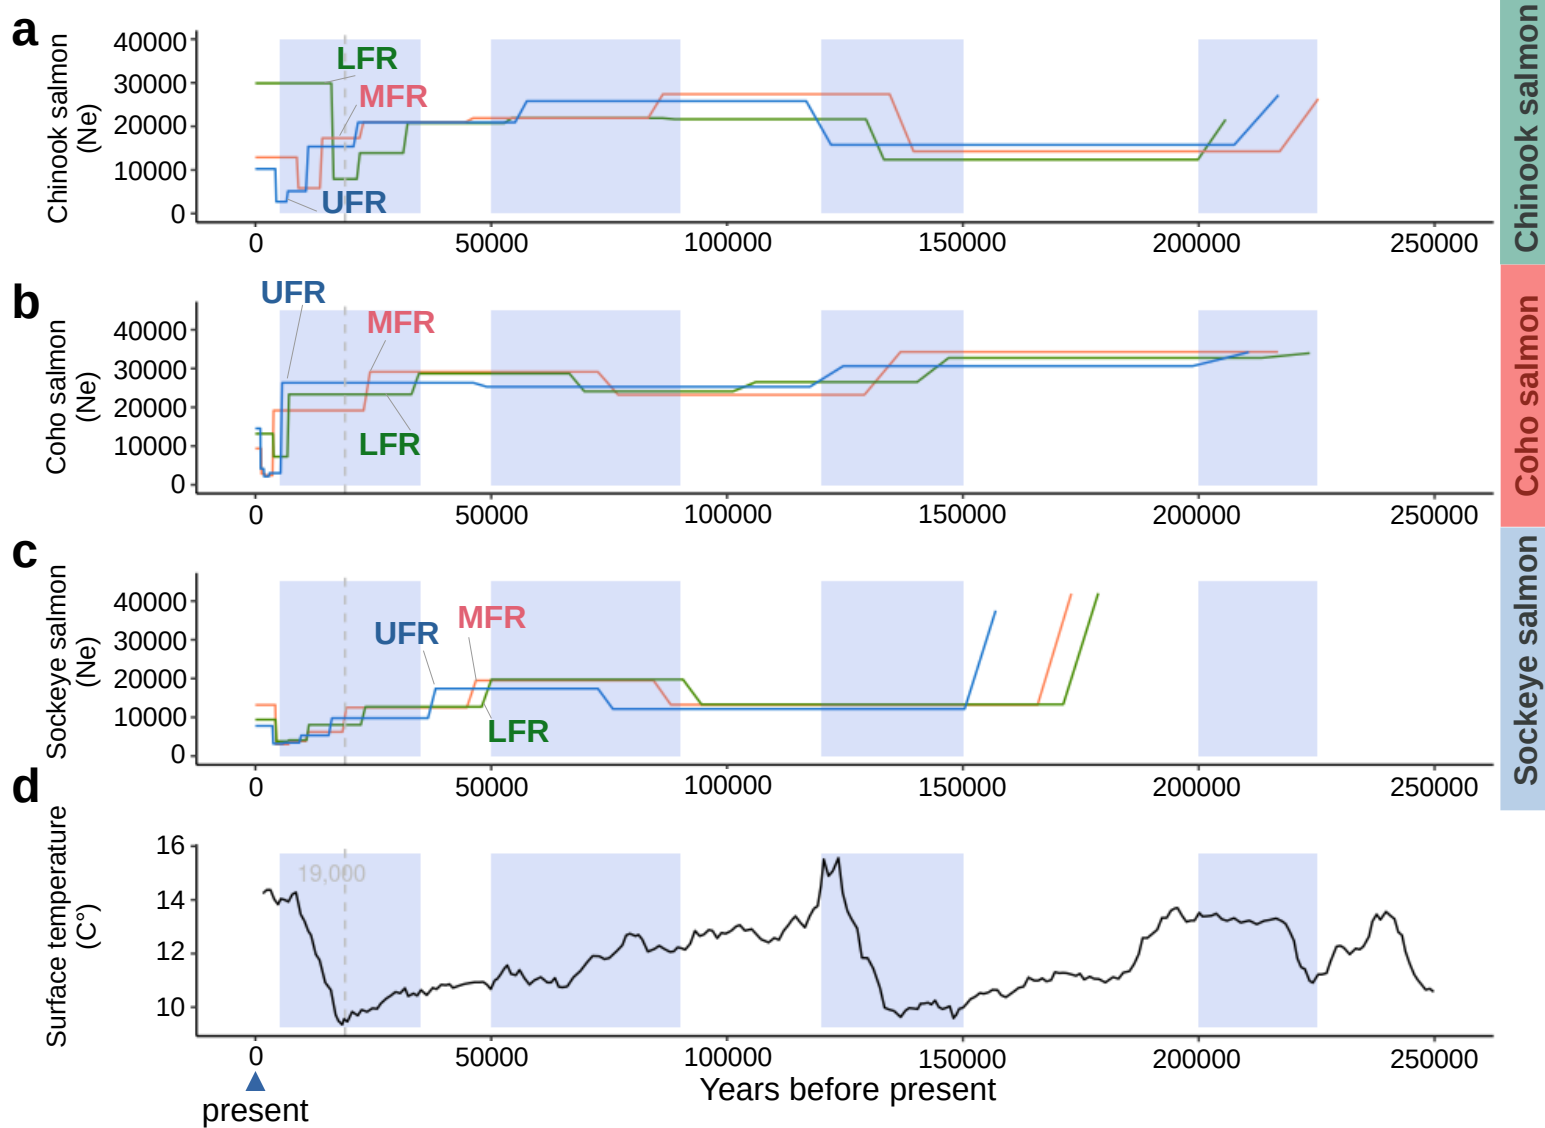 a
Chinook salmon
(Ne)
40000
30000
20000
10000
0
LFR
MFR
UFR
0 50000 100000 150000 200000 250000
Chinook salmon
b
Coho salmon
(Ne)
40000
30000
20000
10000
0
UFR
MFR
LFR
0 50000 100000 150000 200000 250000
Coho salmon
c
Sockeye salmon
(Ne)
40000
30000
20000
10000
0
UFR
MFR
LFR
0 50000 100000 150000 200000 250000
Sockeye salmon
d
Surface temperature
(C°)
16
14
12
10
19,000
0 50000 100000 150000 200000 250000
Years before present
present